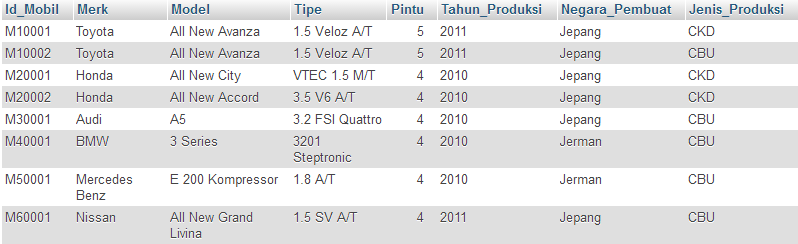 Id_Mobil Merk Model Tipe Pintu Tahun_Produksi Negara_Pembuat Jenis_Produksi
M10001 Toyota All New Avanza 1.5 Veloz A/T 5 2011 Jepang CKD
M10002 Toyota All New Avanza 1.5 Veloz A/T 5 2011 Jepang CBU
M20001 Honda All New City VTEC 1.5 M/T 4 2010 Jepang CKD
M20002 Honda All New Accord 3.5 V6 A/T 4 2010 Jepang CKD
M30001 Audi A5 3.2 FSI Quattro 4 2010 Jepang CBU
M40001 BMW 3 Series 3201 4 2010 Jerman CBU
Steptronic
M50001 Mercedes E 200 Kompressor 1.8 A/T 4 2010 Jerman CBU
Benz
M60001 Nissan All New Grand 1.5 SV A/T 4 2011 Jepang CBU
Livina